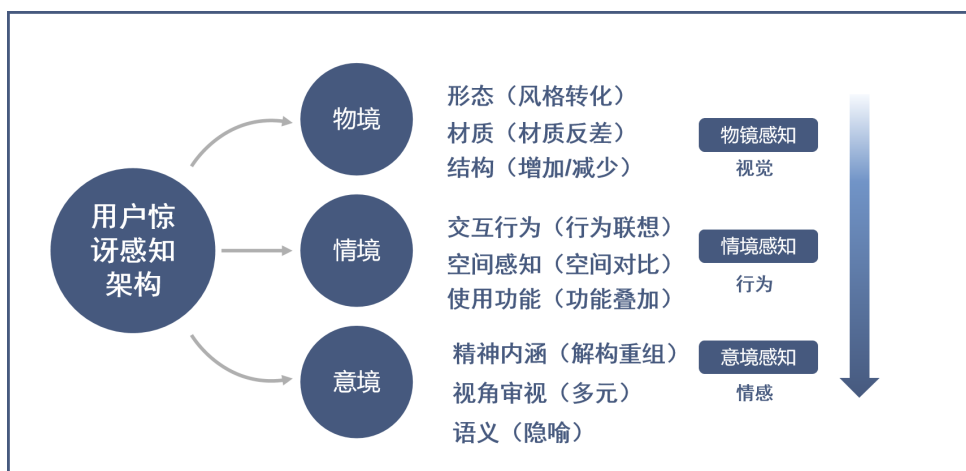 用户惊
讶感知
架构
物境
形态（风格转化）
材质（材质反差）
结构（增加/减少）
物镜感知
视觉
情境
交互行为（行为联想）
空间感知（空间对比）
使用功能（功能叠加）
情境感知
行为
意境
精神内涵（解构重组）
视角审视（多元）
语义（隐喻）
意境感知
情感